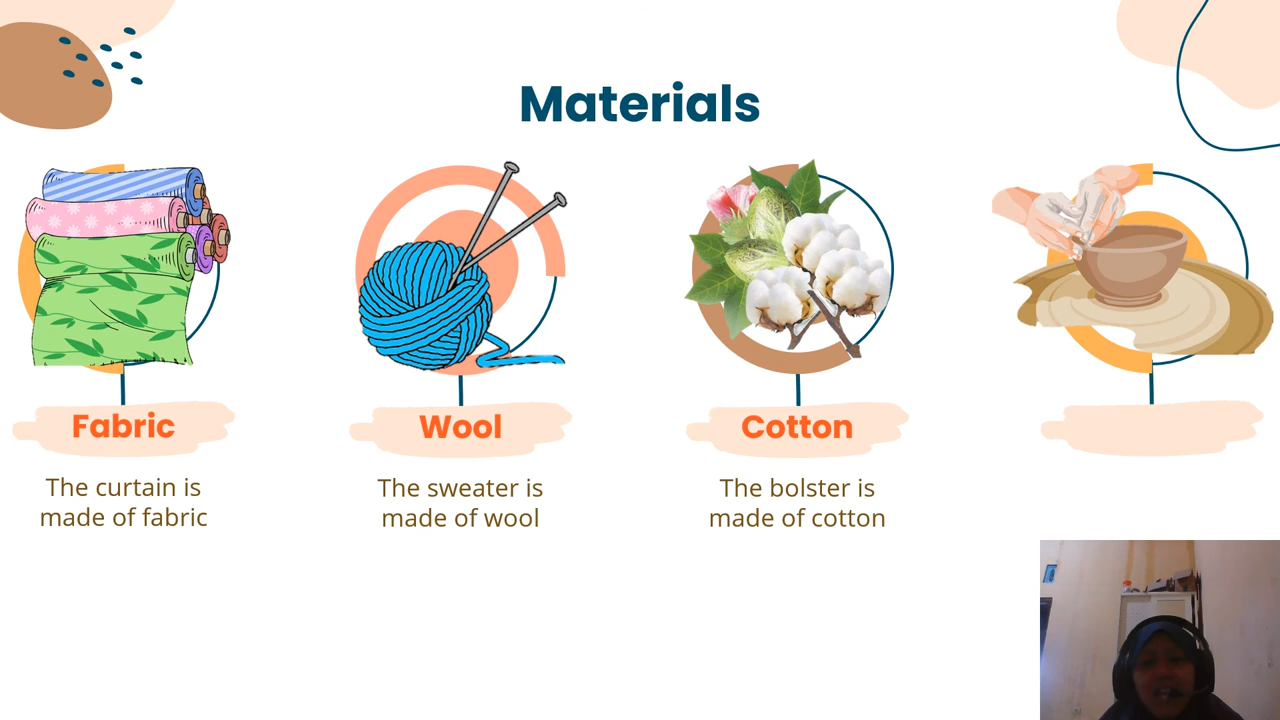 Materials
Fabric
The curtain is
made of fabric
Wool
The sweater is
made of wool
Cotton
The bolster is
made of cotton